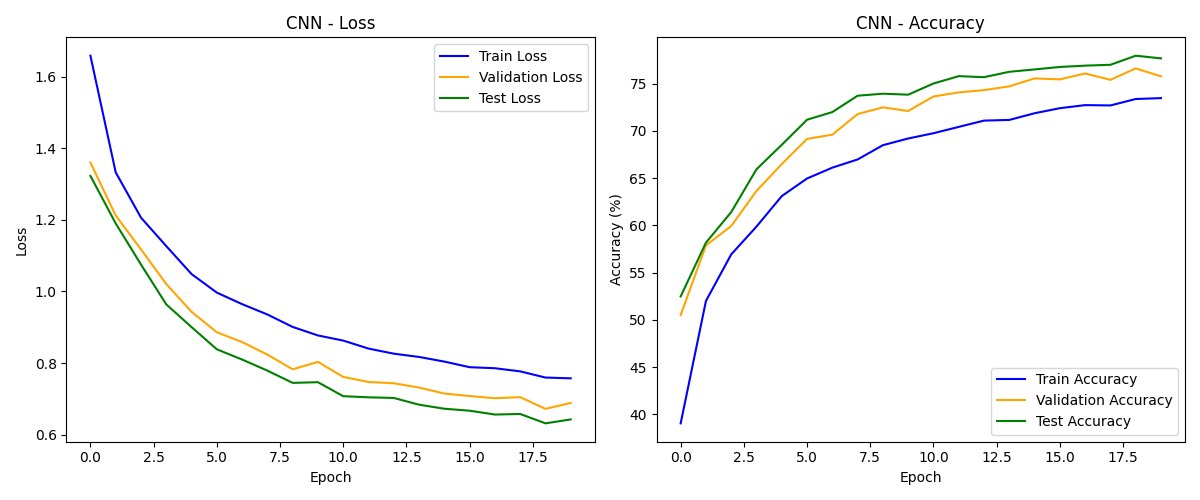 CNN - Loss
Loss
1.6
1.4
1.2
1.0
0.8
0.6
Train Loss
Validation Loss
Test Loss
0.0 2.5 5.0 7.5 10.0 12.5 15.0 17.5
Epoch
CNN - Accuracy
Accuracy (%)
75
70
65
60
55
50
45
40
Train Accuracy
Validation Accuracy
Test Accuracy
0.0 2.5 5.0 7.5 10.0 12.5 15.0 17.5
Epoch